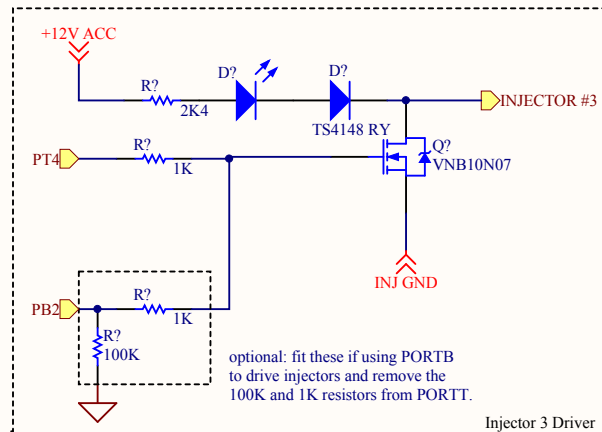 +12V ACC
R?
2K4
D?
D?
TS4148 RY
INJECTOR #3
PT4
R?
1K
Q?
VNB10N07
INJ GND
PB2
R?
1K
R?
100K
optional: fit these if using PORTB
to drive injectors and remove the
100K and 1K resistors from PORTT.
Injector 3 Driver